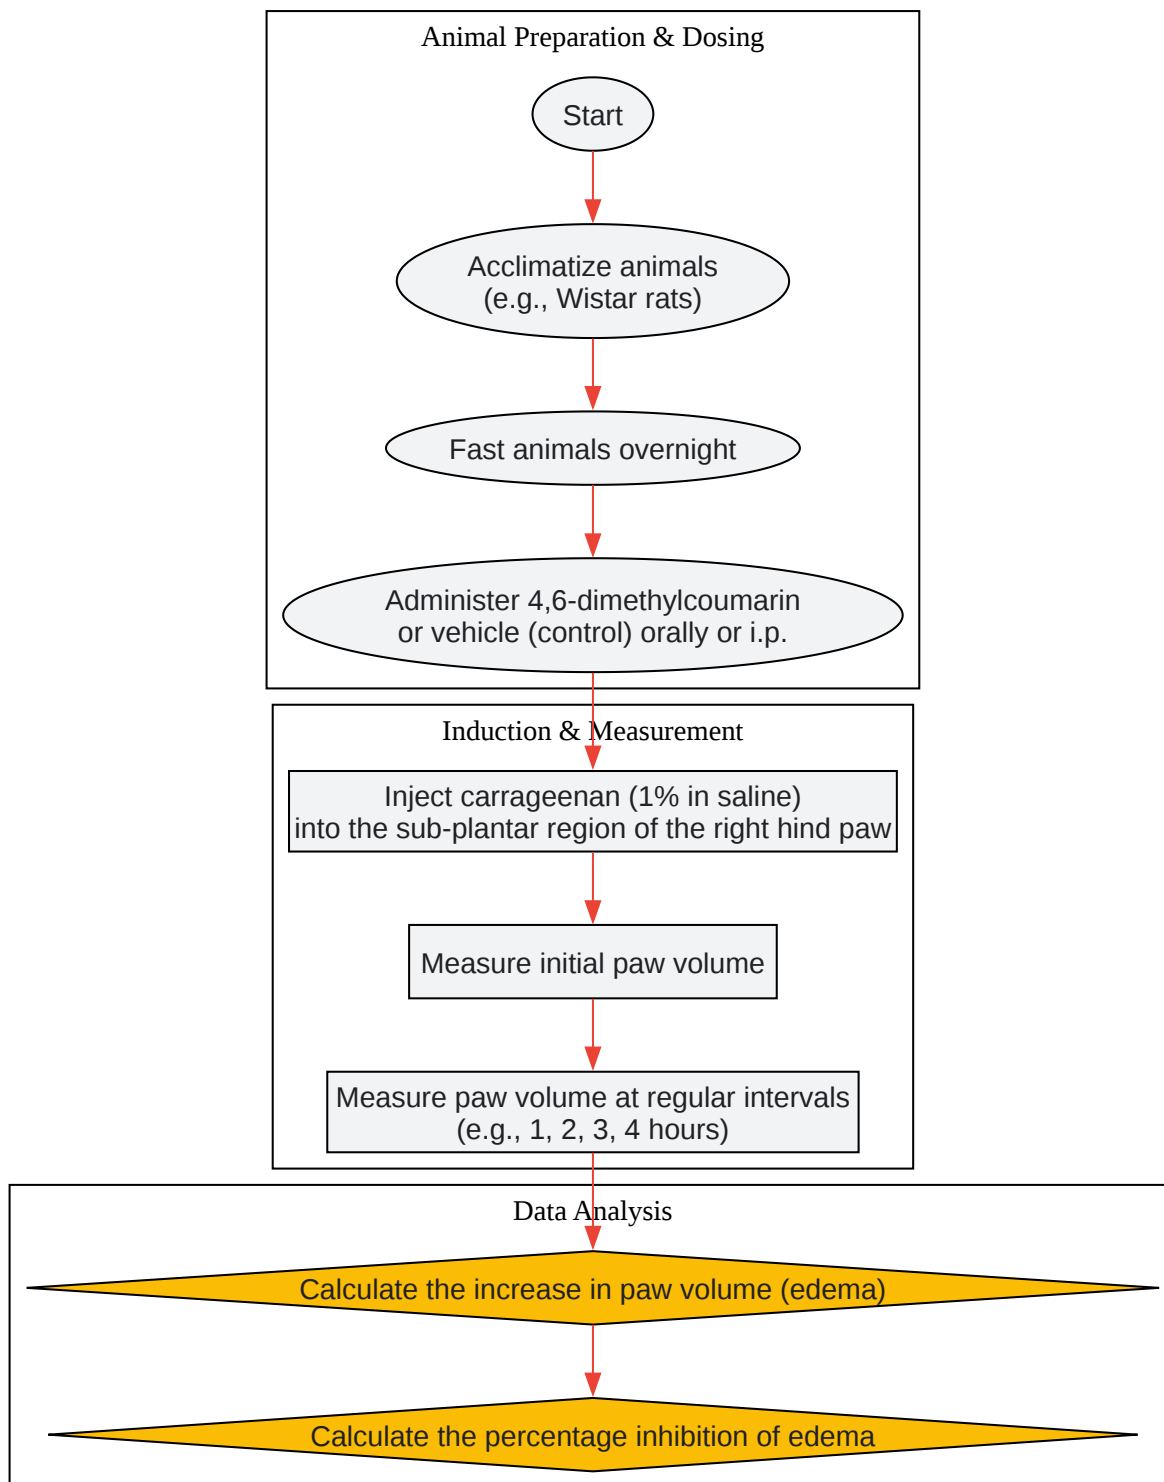 Animal Preparation & Dosing
Start
Acclimatize animals
(e.g., Wistar rats)
Fast animals overnight
Administer 4,6-dimethylcoumarin
or vehicle (control) orally or i.p.
Induction & Measurement
Inject carrageenan (1% in saline)
into the sub-plantar region of the right hind paw
Measure initial paw volume
Measure paw volume at regular intervals
(e.g., 1, 2, 3, 4 hours)
Data Analysis
Calculate the increase in paw volume (edema)
Calculate the percentage inhibition of edema